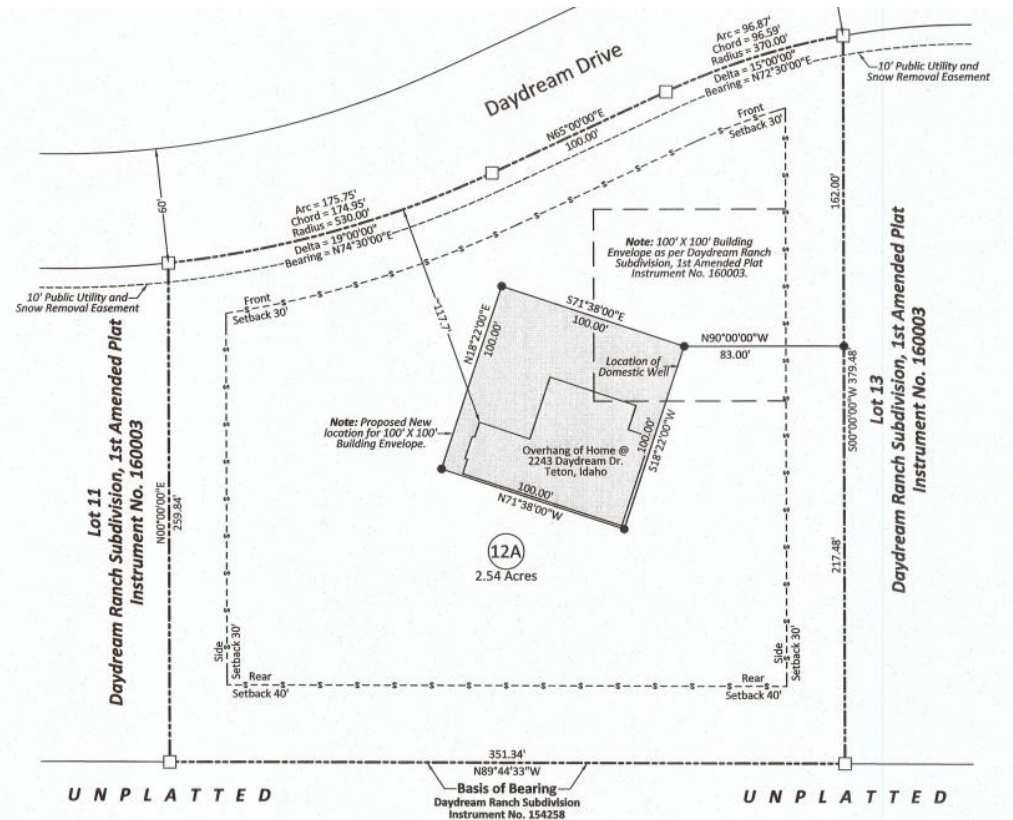 Arc = 96.87'
Chord = 96.59'
Radius = 370.00'
Delta = 15°00'00"
Bearing = N72°30'00"E
10' Public Utility and
Snow Removal Easement
Daydream Drive
N65°00'00"E
100.00'
Front
Setback 30'
Arc = 175.75'
Chord = 174.95'
Radius = 530.00'
Delta = 19°00'00"
Bearing = N74°30'00"E
60'
10' Public Utility and
Snow Removal Easement
Front
Setback 30'
~117.7'
162.00'
Note: 100' X 100' Building
Envelope as per Daydream Ranch
Subdivision, 1st Amended Plat
Instrument No. 160003.
S71°38'00"E
100.00'
N18°22'00"E
100.00'
N90°00'00"W
83.00'
Location of
Domestic Well
Note: Proposed New
location for 100' X 100'
Building Envelope.
Overhang of Home @
2243 Daydream Dr.
Teton, Idaho
100.00'
S18°22'00"W
100.00'
N71°38'00"W
12A
2.54 Acres
Lot 11
Daydream Ranch Subdivision, 1st Amended Plat
Instrument No. 160003
N00°00'00"E
259.84'
S00°00'00"W 379.48'
217.48'
Lot 13
Daydream Ranch Subdivision, 1st Amended Plat
Instrument No. 160003
Side
Setback 30'
Rear
Setback 40'
Side
Setback 30'
Rear
Setback 40'
351.34'
N89°44'33"W
Basis of Bearing
Daydream Ranch Subdivision
Instrument No. 154258
UNPLATTED
UNPLATTED
S S S S S S S S S S S S S S S S S S S S S S S S S S S S S S S S S S S